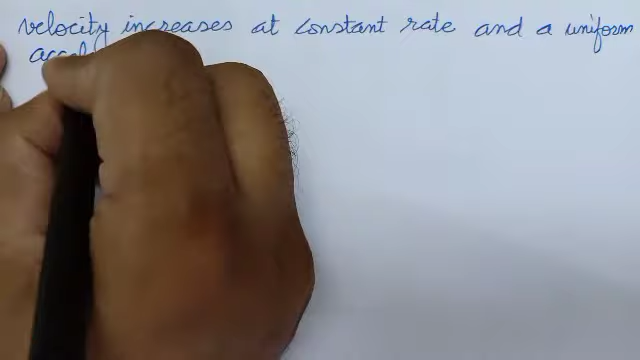 velocity increases at constant rate and a uniform